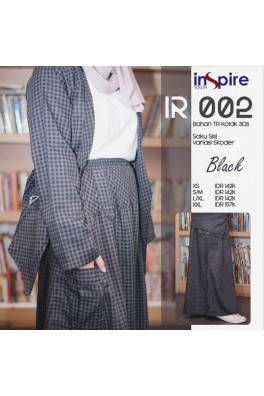 inspire
IR 002
Bahan TR Kotak 30s
Saku Sisi
Variasi Skoder
Black
XS IDR 142K
S/M IDR 142K
L/XL IDR 142K
XXL IDR 157K